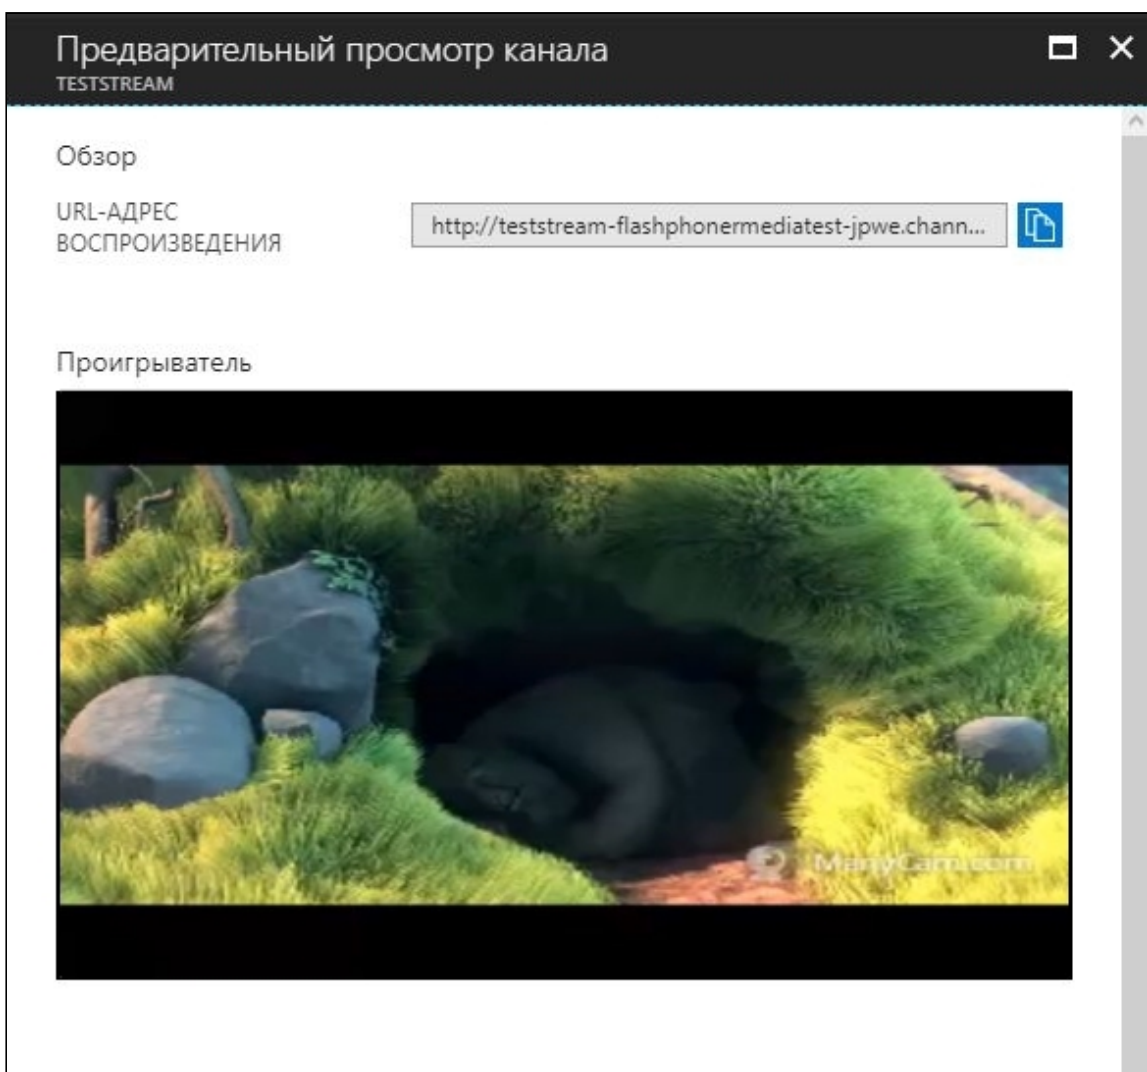 Предварительный просмотр канала
TESTSTREAM
Обзор
URL-АДРЕС
ВОСПРОИЗВЕДЕНИЯ
http://teststream-flashphonermediatest-jpwe.chann...
Проигрыватель
ManyCam.com